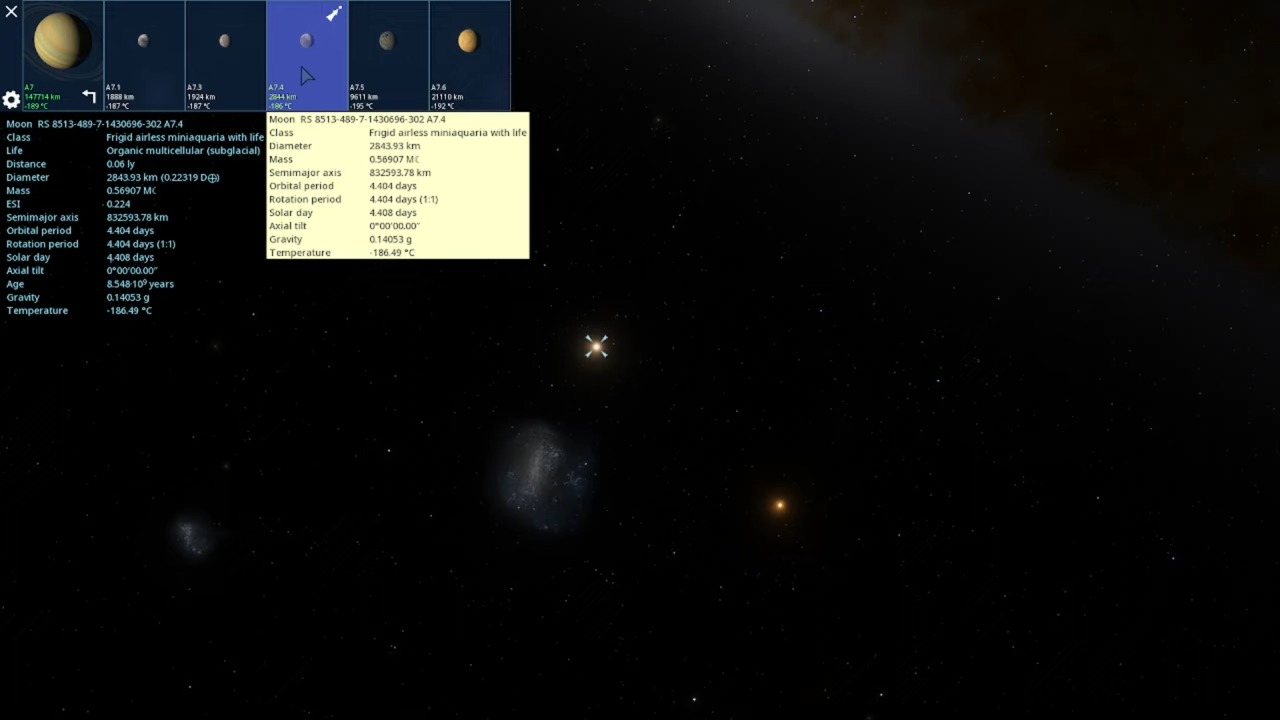 A7
147714 km
-189 °C
A7.1
1888 km
-187 °C
A7.3
1924 km
-187 °C
A7.4
2844 km
-186 °C
A7.5
9611 km
-195 °C
A7.6
21110 km
-192 °C
Moon RS 8513-489-7-1430696-302 A7.4
Class Frigid airless miniaquaria with life
Life Organic multicellular (subglacial)
Distance 0.06 ly
Diameter 2843.93 km (0.22319 D⊕)
Mass 0.56907 M☾
ESI 0.224
Semimajor axis 832593.78 km
Orbital period 4.404 days
Rotation period 4.404 days (1:1)
Solar day 4.408 days
Axial tilt 0°00'00.00"
Age 8.548·10⁹ years
Gravity 0.14053 g
Temperature -186.49 °C
Moon RS 8513-489-7-1430696-302 A7.4
Class Frigid airless miniaquaria with life
Diameter 2843.93 km
Mass 0.56907 M☾
Semimajor axis 832593.78 km
Orbital period 4.404 days
Rotation period 4.404 days (1:1)
Solar day 4.408 days
Axial tilt 0°00'00.00"
Gravity 0.14053 g
Temperature -186.49 °C